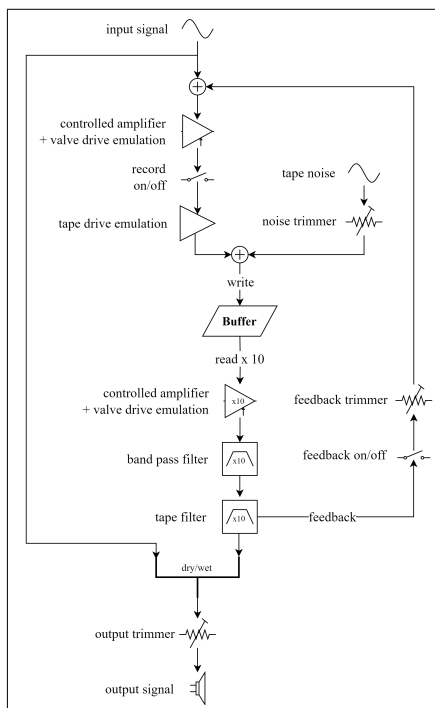 input signal
controlled amplifier
+ valve drive emulation
record
on/off
tape noise
tape drive emulation
noise trimmer
write
Buffer
read x 10
controlled amplifier
+ valve drive emulation
x10
feedback trimmer
band pass filter
x10
feedback on/off
tape filter
x10
feedback
dry/wet
output trimmer
output signal